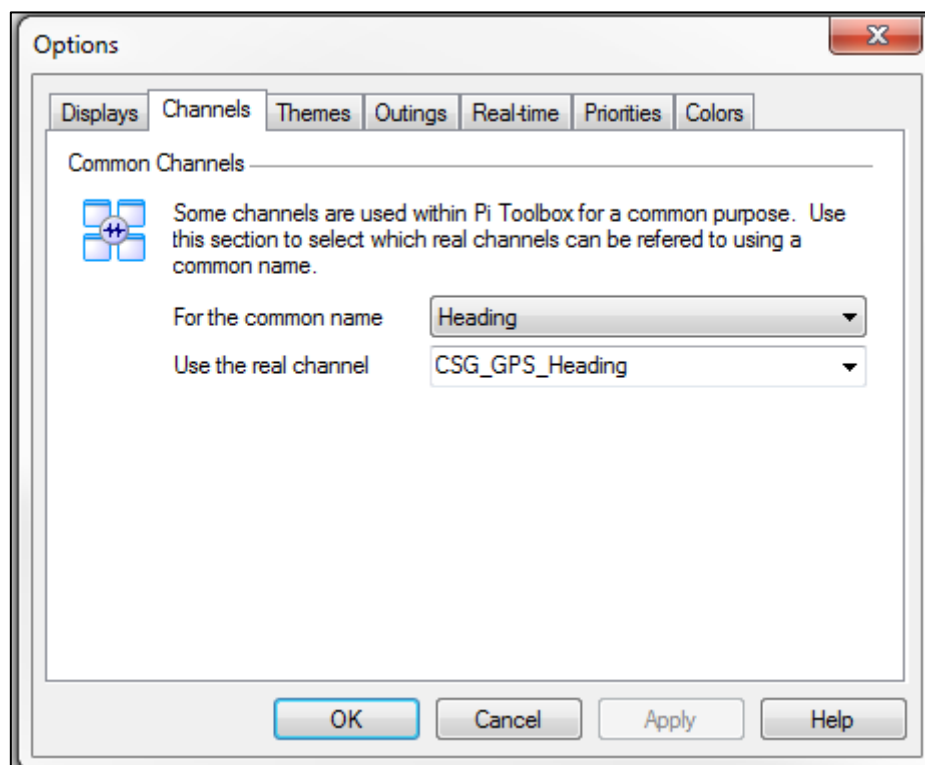 Options
Displays Channels Themes Outings Real-time Priorities Colors
Common Channels
Some channels are used within Pi Toolbox for a common purpose. Use
this section to select which real channels can be refered to using a
common name.
For the common name Heading
Use the real channel CSG_GPS_Heading
OK Cancel Apply Help